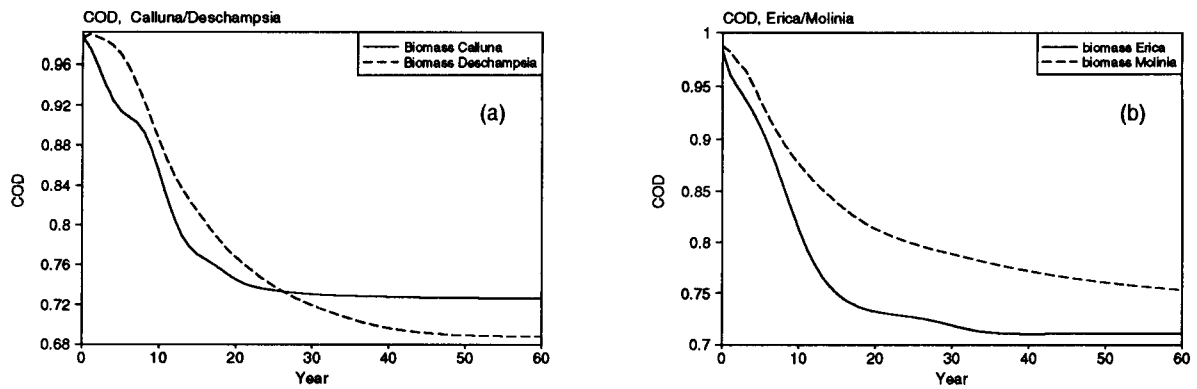 COD, Calluna/Deschampsia
Biomass Calluna
Biomass Deschampsia
(a)
COD
0.96
0.92
0.88
0.84
0.8
0.76
0.72
0.68
0 10 20 30 40 50 60
Year
COD, Erica/Molinia
biomass Erica
biomass Molinia
(b)
COD
1
0.95
0.9
0.85
0.8
0.75
0.7
0 10 20 30 40 50 60
Year